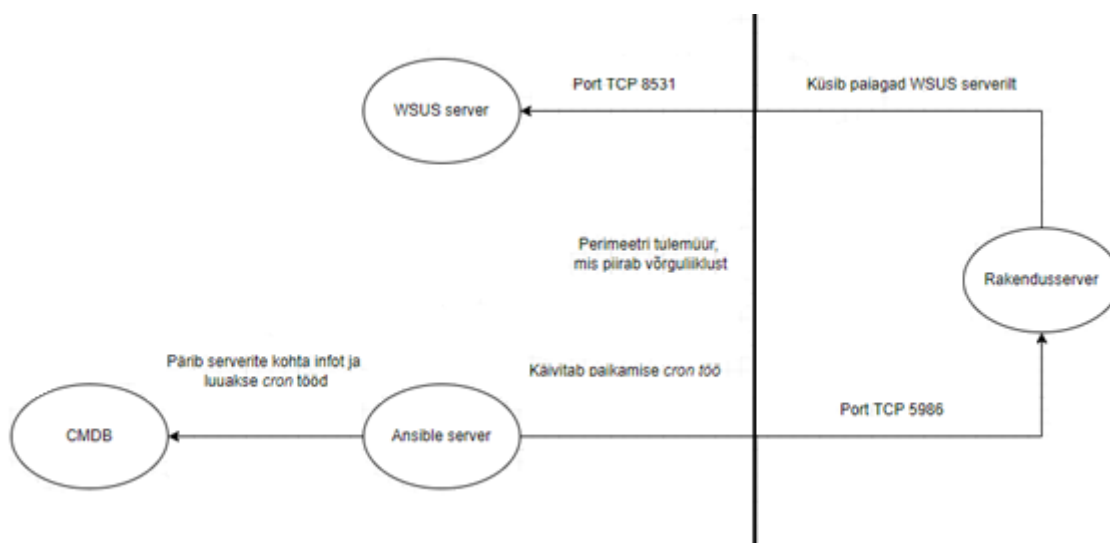 Port TCP 8531
Küsib paiagad WSUS serverilt
WSUS server
Perimeetri tulemüür,
mis piirab võrguliiklust
Rakendusserver
Pärib serverite kohta infot ja
luuakse cron tööd
Käivitab paikamise cron töö
Port TCP 5986
CMDB
Ansible server